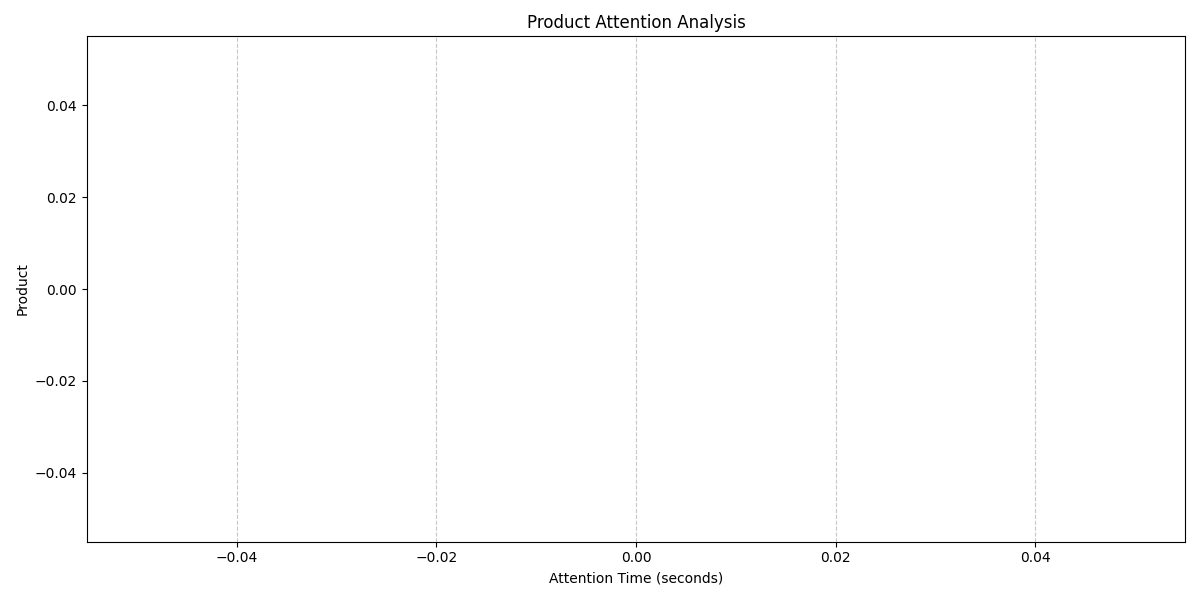 Product Attention Analysis
0.04
0.02
0.00
−0.02
−0.04
Product
−0.04 −0.02 0.00 0.02 0.04
Attention Time (seconds)